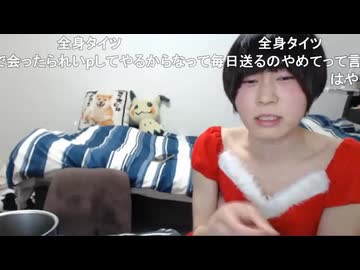 全身タイツ 全身タイツ
で会ったられいpしてやるからなって毎日送るのやめてって言
はや